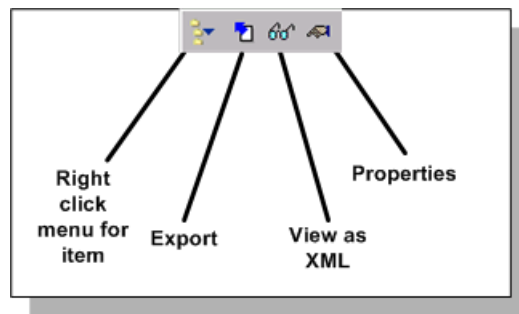 Right
click
menu for
item
Export
View as
XML
Properties